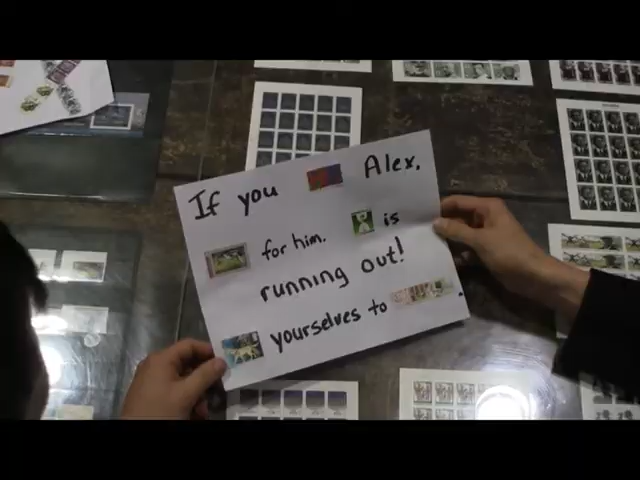 If you Alex,
for him. is
running out!
yourselves to .